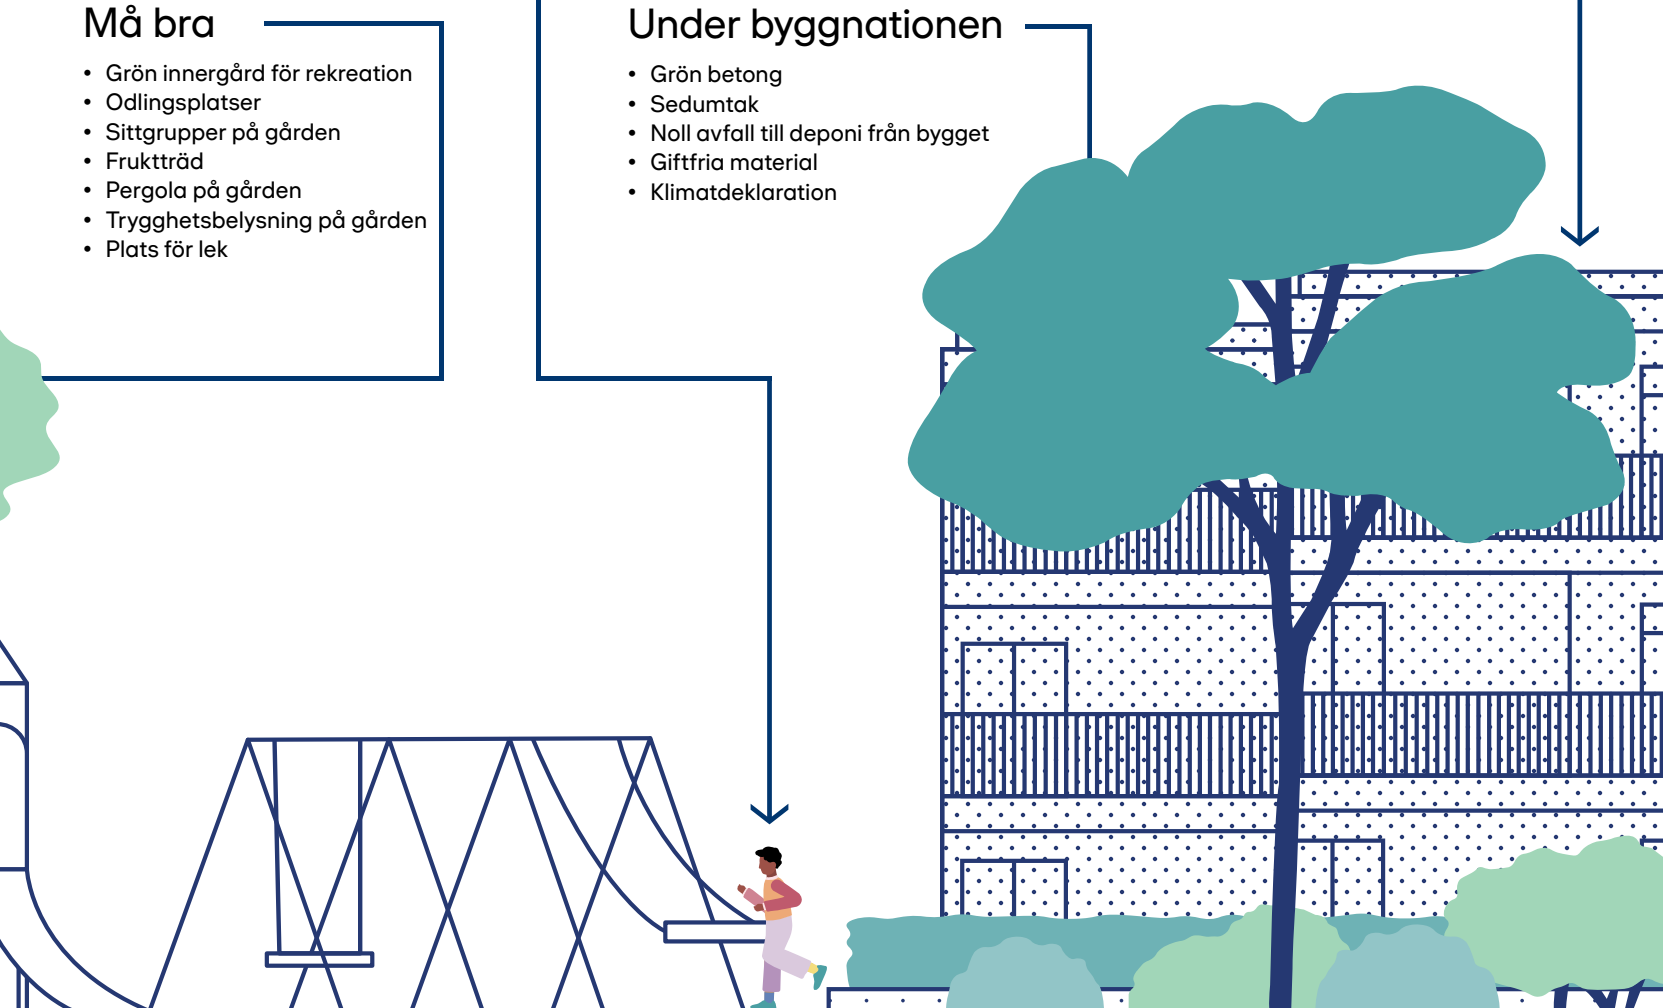 Må bra
• Grön innergård för rekreation
• Odlingsplatser
• Sittgrupper på gården
• Fruktträd
• Pergola på gården
• Trygghetsbelysning på gården
• Plats för lek
Under byggnationen
• Grön betong
• Sedumtak
• Noll avfall till deponi från bygget
• Giftfria material
• Klimatdeklaration